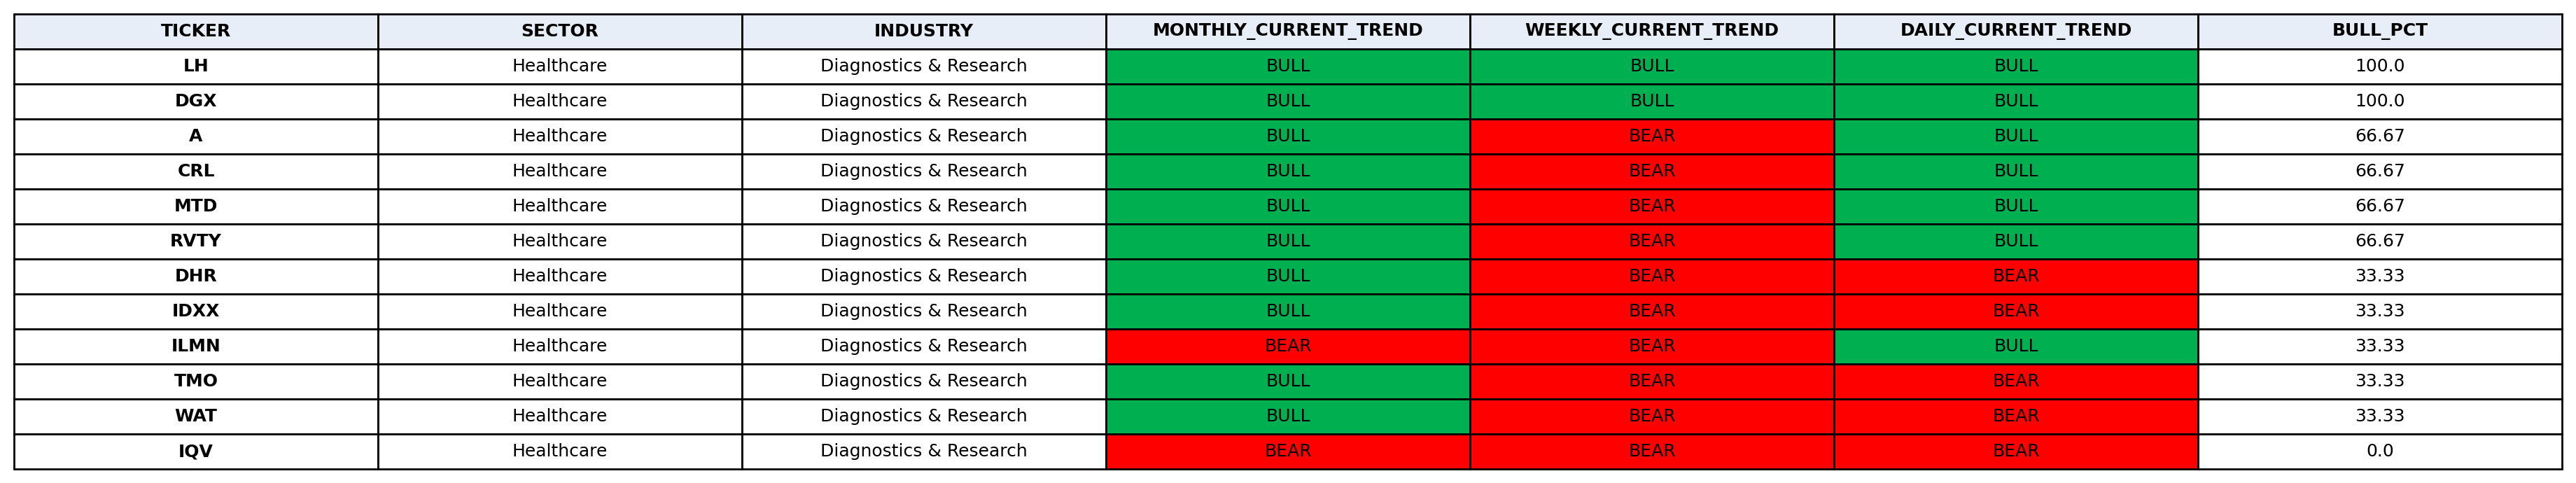 TICKER SECTOR INDUSTRY MONTHLY_CURRENT_TREND WEEKLY_CURRENT_TREND DAILY_CURRENT_TREND BULL_PCT
LH Healthcare Diagnostics & Research BULL BULL BULL 100.0
DGX Healthcare Diagnostics & Research BULL BULL BULL 100.0
A Healthcare Diagnostics & Research BULL BEAR BULL 66.67
CRL Healthcare Diagnostics & Research BULL BEAR BULL 66.67
MTD Healthcare Diagnostics & Research BULL BEAR BULL 66.67
RVTY Healthcare Diagnostics & Research BULL BEAR BULL 66.67
DHR Healthcare Diagnostics & Research BULL BEAR BEAR 33.33
IDXX Healthcare Diagnostics & Research BULL BEAR BEAR 33.33
ILMN Healthcare Diagnostics & Research BEAR BEAR BULL 33.33
TMO Healthcare Diagnostics & Research BULL BEAR BEAR 33.33
WAT Healthcare Diagnostics & Research BULL BEAR BEAR 33.33
IQV Healthcare Diagnostics & Research BEAR BEAR BEAR 0.0